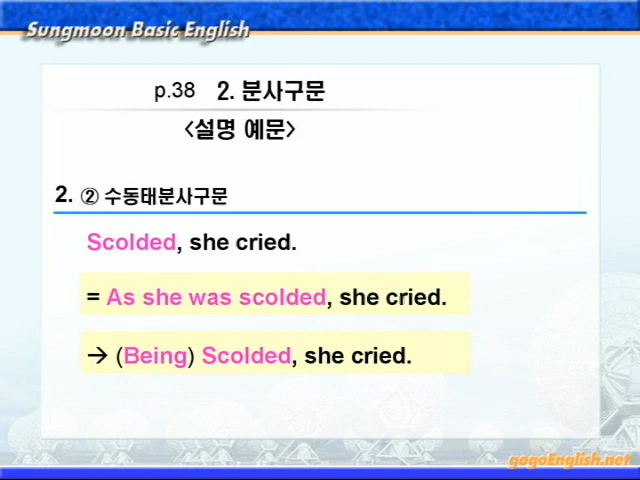 Sungmoon Basic English
p.38 2. 분사구문
<설명 예문>
2. ② 수동태분사구문
Scolded, she cried.
= As she was scolded, she cried.
→ (Being) Scolded, she cried.
gogoEnglish.net